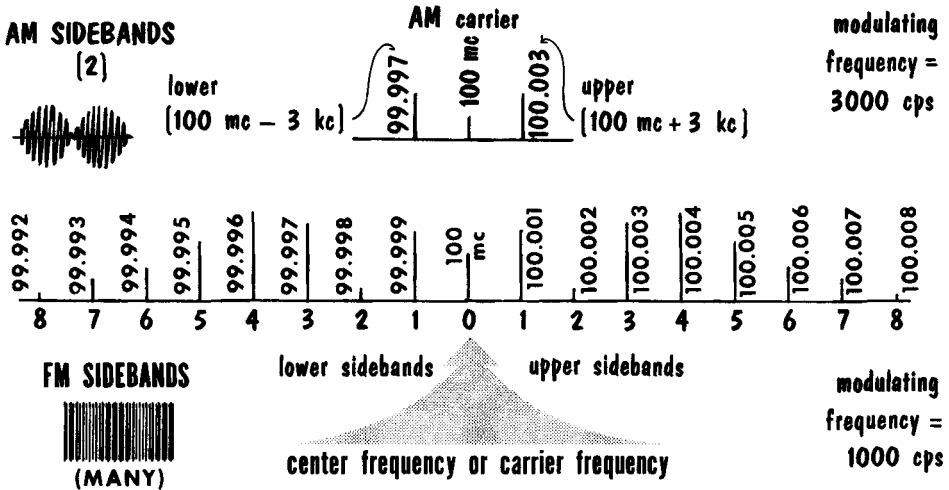 AM SIDEBANDS
(2)
AM carrier
modulating
frequency =
3000 cps
lower
(100 mc – 3 kc)
99.997
100 mc
100.003
upper
(100 mc + 3 kc)
99.992
99.993
99.994
99.995
99.996
99.997
99.998
99.999
100
mc
100.001
100.002
100.003
100.004
100.005
100.006
100.007
100.008
8 7 6 5 4 3 2 1 0 1 2 3 4 5 6 7 8
FM SIDEBANDS
(MANY)
lower sidebands
upper sidebands
center frequency or carrier frequency
modulating
frequency =
1000 cps